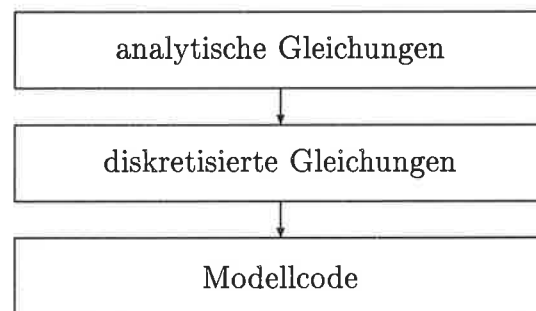 analytische Gleichungen
diskretisierte Gleichungen
Modellcode